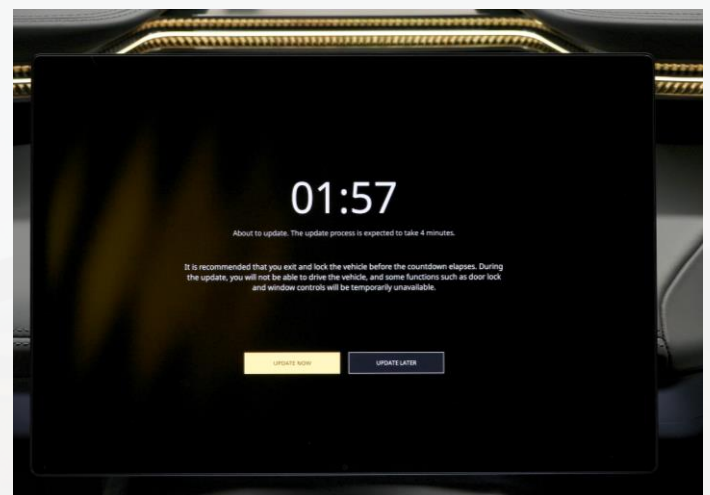 01:57
About to update. The update process is expected to take 4 minutes.
It is recommended that you exit and lock the vehicle before the countdown elapses. During
the update, you will not be able to drive the vehicle, and some functions such as door lock
and window controls will be temporarily unavailable.
UPDATE NOW
UPDATE LATER